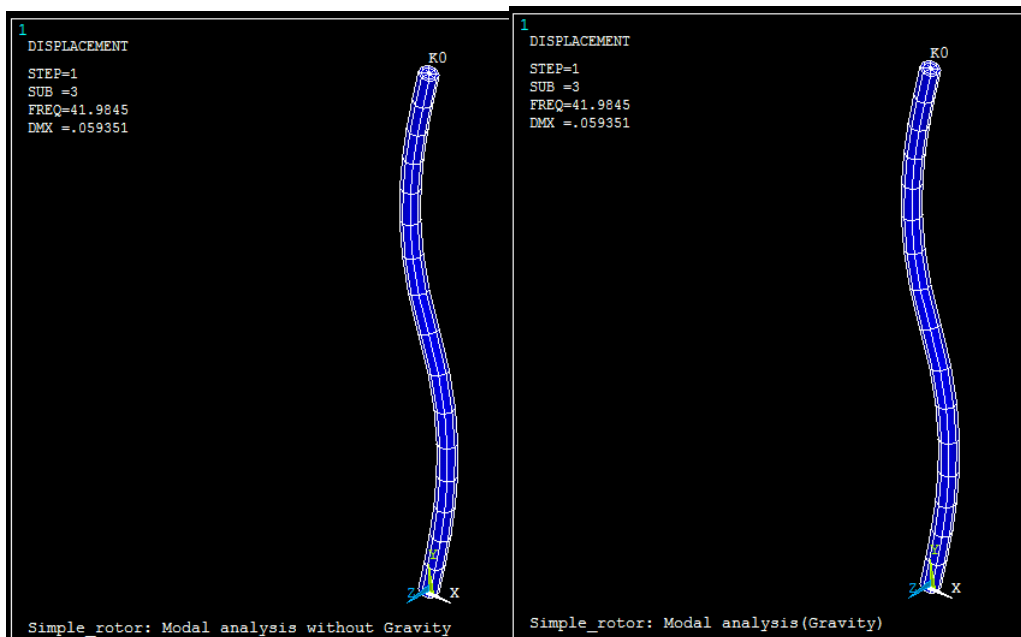 1
DISPLACEMENT
STEP=1
SUB =3
FREQ=41.9845
DMX =.059351
K0
Y
Z
X
Simple_rotor: Modal analysis without Gravity
1
DISPLACEMENT
STEP=1
SUB =3
FREQ=41.9845
DMX =.059351
K0
Y
Z
X
Simple_rotor: Modal analysis(Gravity)